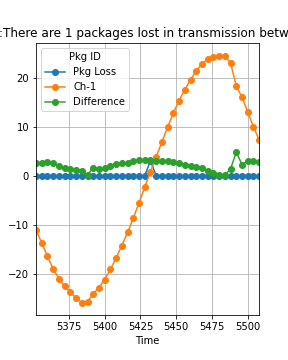 :There are 1 packages lost in transmission betw
Pkg ID
Pkg Loss
Ch-1
Difference
20
10
0
−10
−20
5375 5400 5425 5450 5475 5500
Time